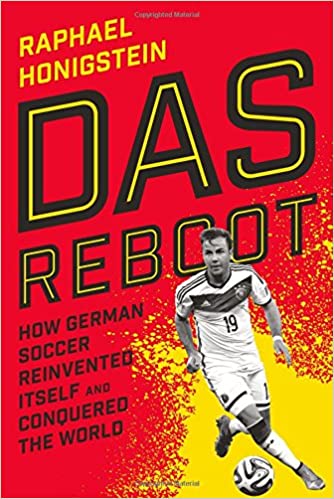 RAPHAEL
HONIGSTEIN
DAS
REBOOT
HOW GERMAN
SOCCER
REINVENTED
ITSELF AND
CONQUERED
THE WORLD
19